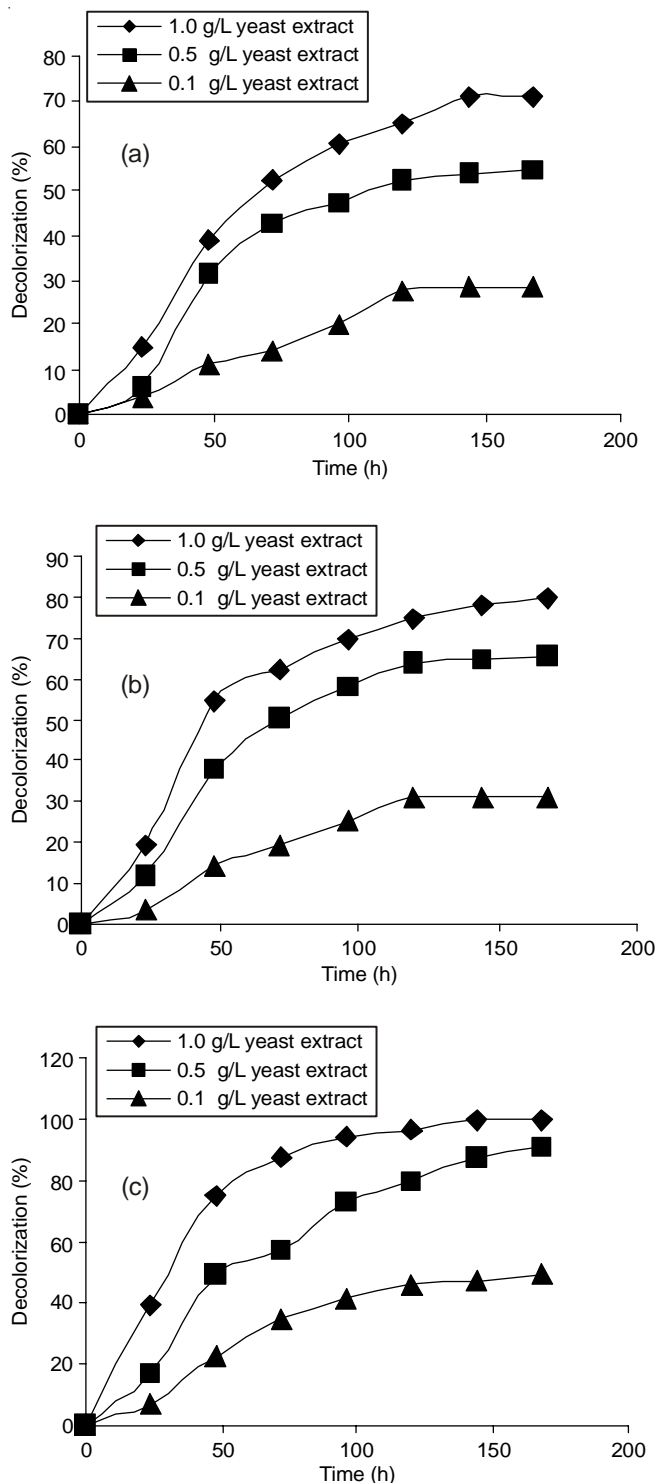 1.0 g/L yeast extract
0.5 g/L yeast extract
0.1 g/L yeast extract
80
70
60
50
40
30
20
10
0
(a)
Decolorization (%)
0 50 100 150 200
Time (h)
1.0 g/L yeast extract
0.5 g/L yeast extract
0.1 g/L yeast extract
90
80
70
60
50
40
30
20
10
0
(b)
Decolorization (%)
0 50 100 150 200
Time (h)
1.0 g/L yeast extract
0.5 g/L yeast extract
0.1 g/L yeast extract
120
100
80
60
40
20
0
(c)
Decolorization (%)
0 50 100 150 200
Time (h)